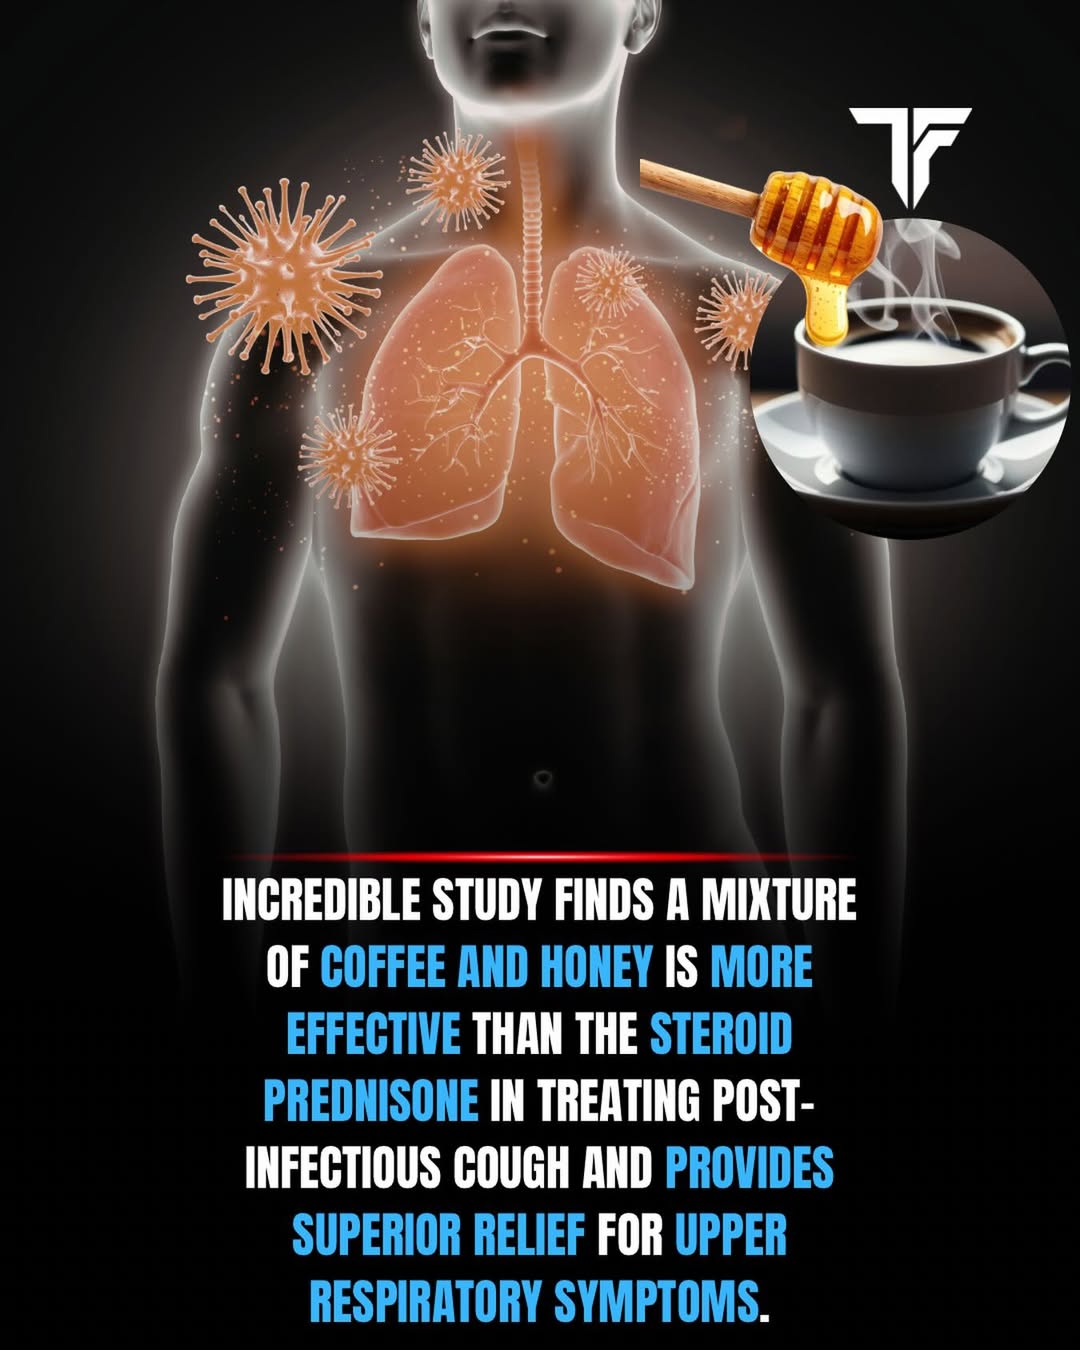 TF
INCREDIBLE STUDY FINDS A MIXTURE
OF COFFEE AND HONEY IS MORE
EFFECTIVE THAN THE STEROID
PREDNISONE IN TREATING POST-
INFECTIOUS COUGH AND PROVIDES
SUPERIOR RELIEF FOR UPPER
RESPIRATORY SYMPTOMS.